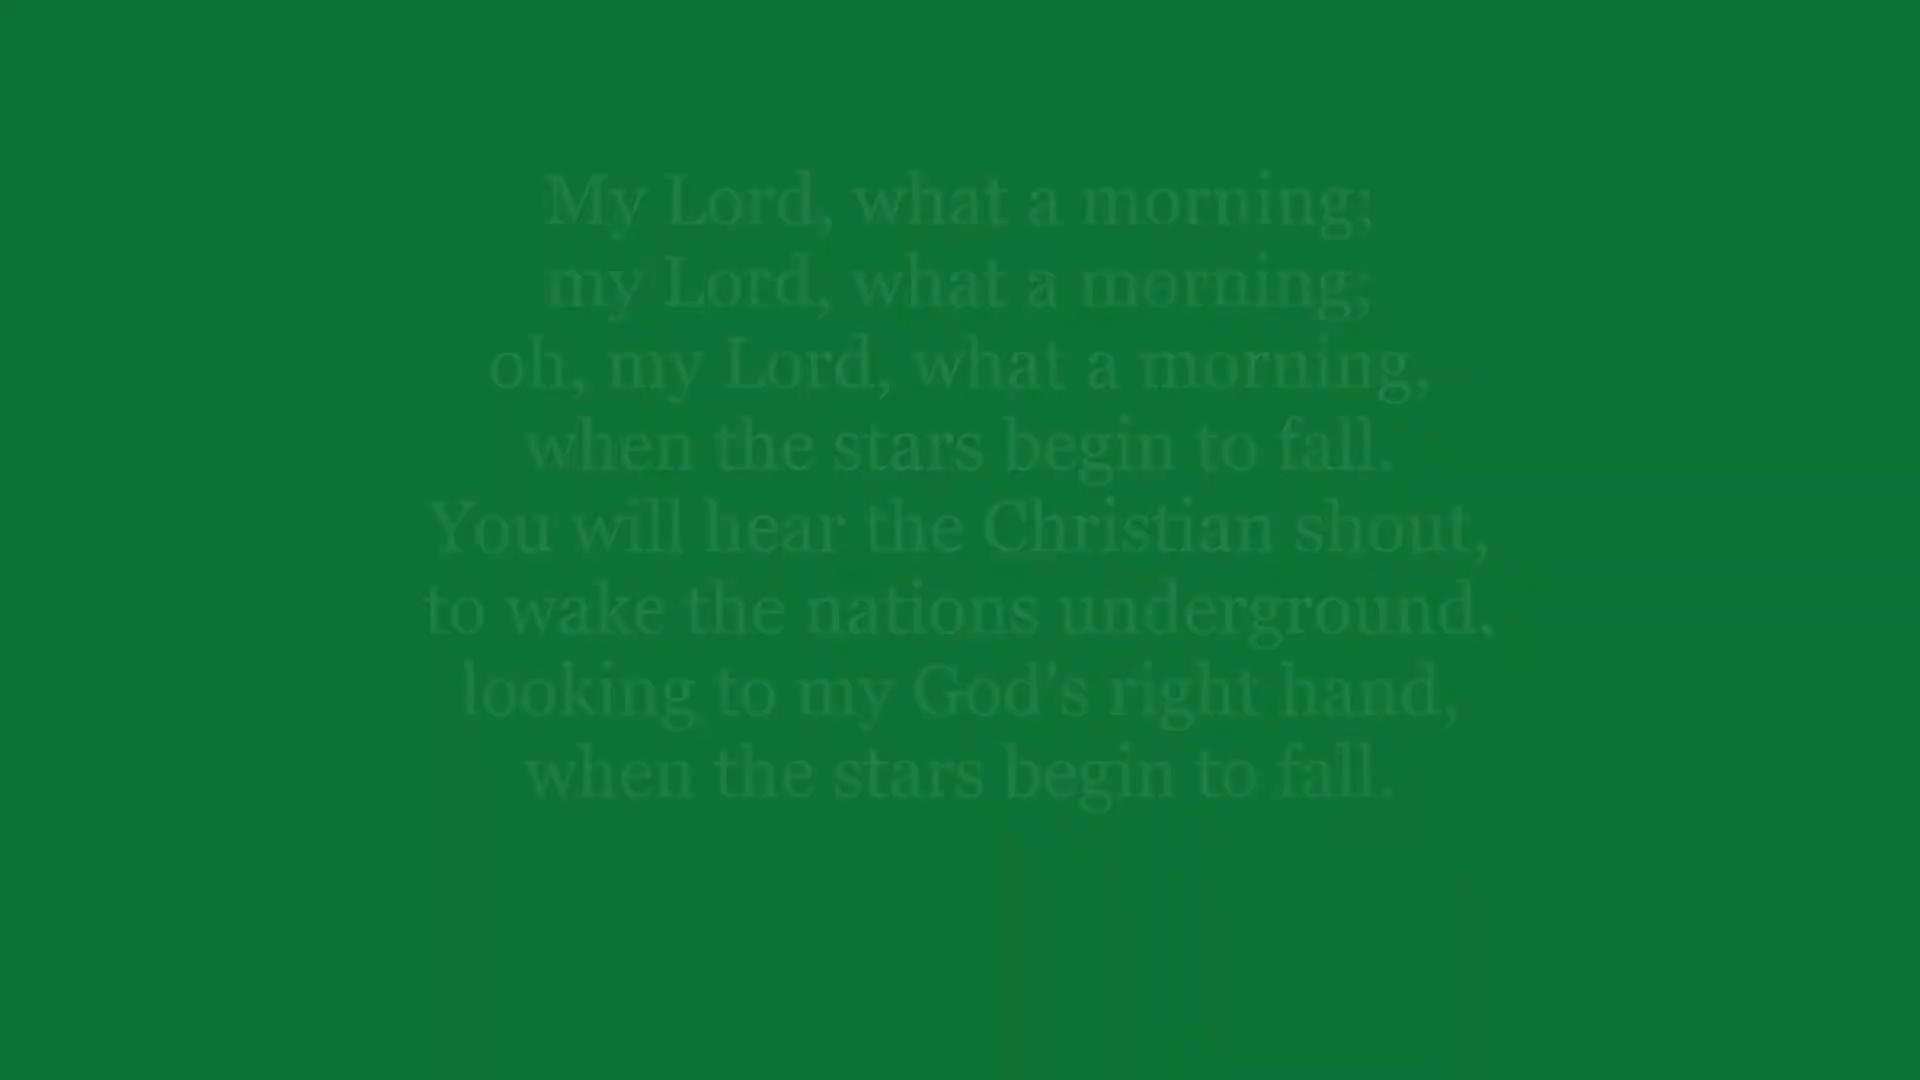 My Lord, what a morning;
my Lord, what a morning;
oh, my Lord, what a morning,
when the stars begin to fall.
You will hear the Christian shout,
to wake the nations underground,
looking to my God's right hand,
when the stars begin to fall.